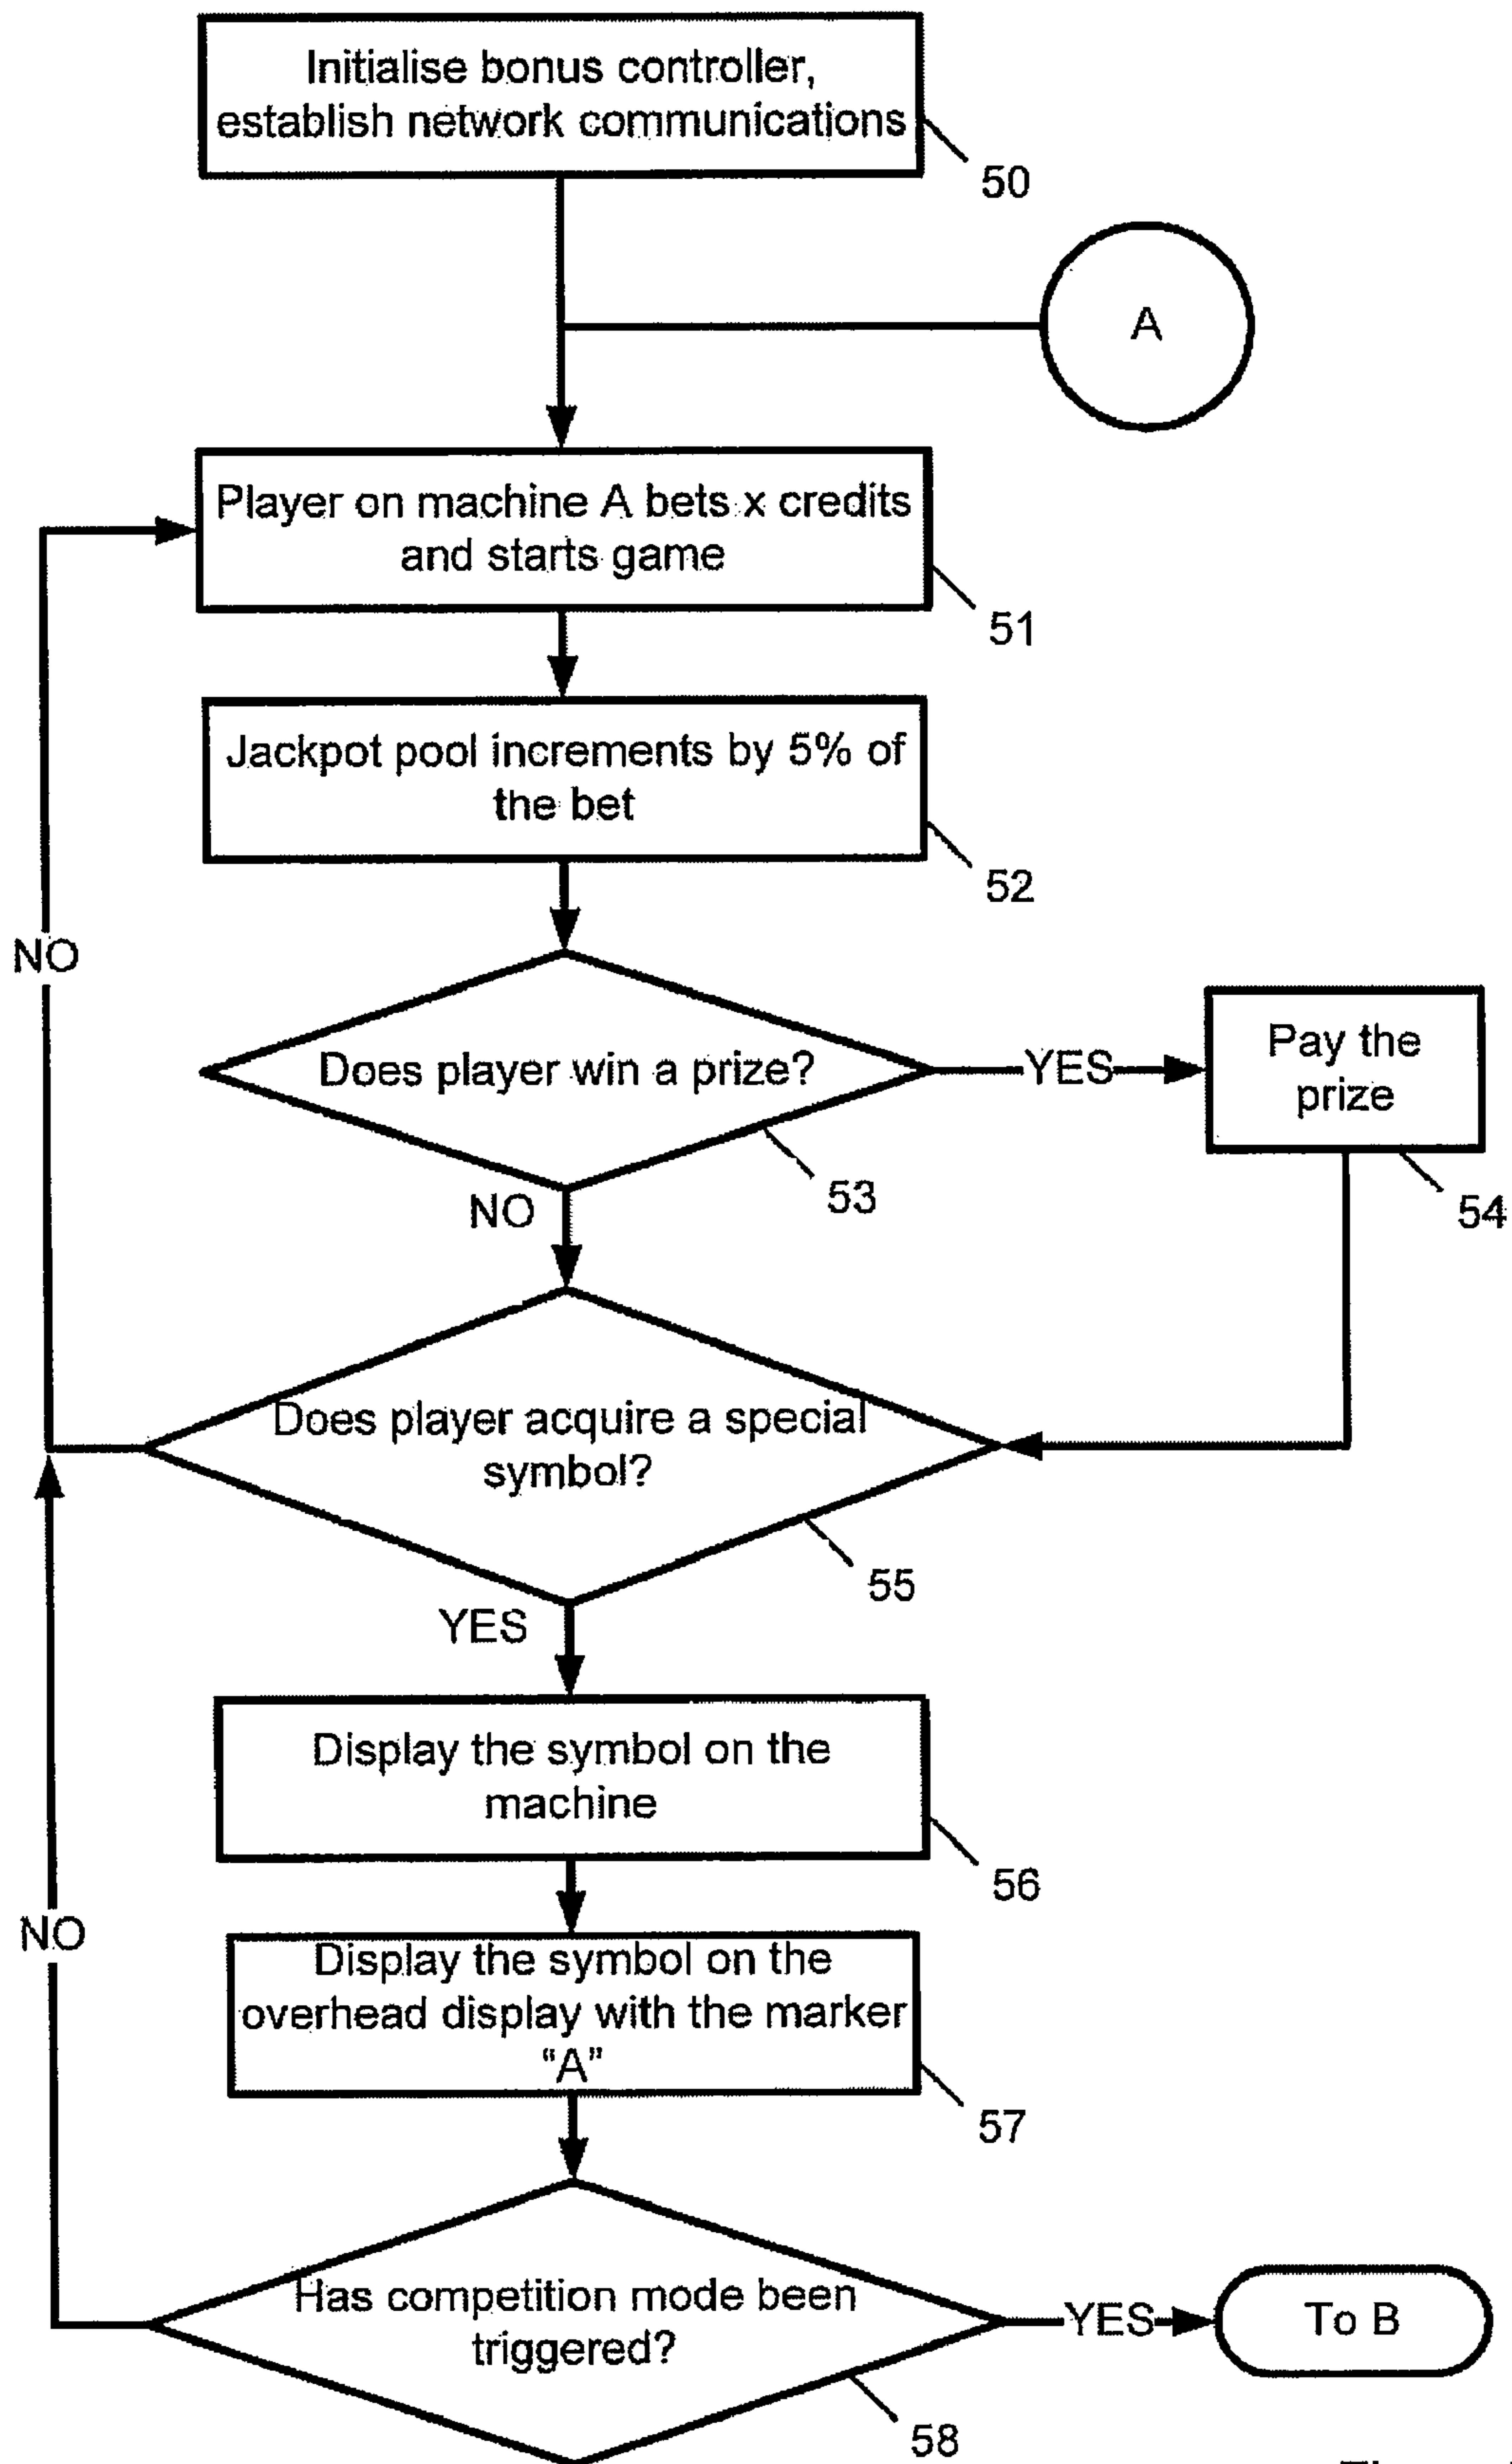 Initialise bonus controller,
establish network communications
50
A
Player on machine A bets x credits
and starts game
51
Jackpot pool increments by 5% of
the bet
52
NO
Does player win a prize?
YES
Pay the
prize
53
54
NO
Does player acquire a special
symbol?
55
YES
Display the symbol on the
machine
56
NO
Display the symbol on the
overhead display with the marker
“A”
57
Has competition mode been
triggered?
YES
To B
58